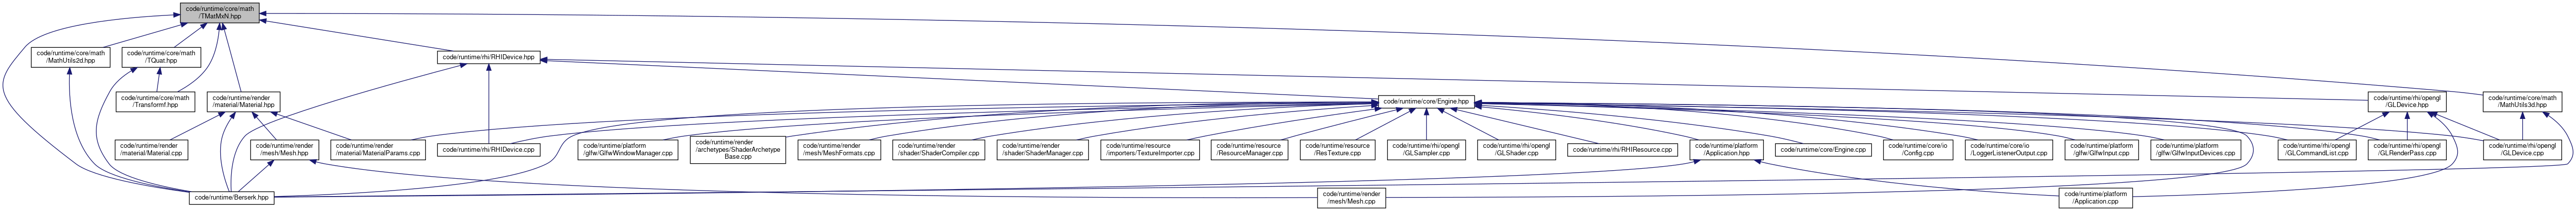 code/runtime/core/math
/TMatMxN.hpp
code/runtime/core/math
/MathUtils2d.hpp
code/runtime/core/math
/TQuat.hpp
code/runtime/rhi/RHIDevice.hpp
code/runtime/core/math
/Transformf.hpp
code/runtime/render
/material/Material.hpp
code/runtime/core/Engine.hpp
code/runtime/rhi/opengl
/GLDevice.hpp
code/runtime/core/math
/MathUtils3d.hpp
code/runtime/render
/material/Material.cpp
code/runtime/render
/mesh/Mesh.hpp
code/runtime/render
/material/MaterialParams.cpp
code/runtime/rhi/RHIDevice.cpp
code/runtime/platform
/glfw/GlfwWindowManager.cpp
code/runtime/render
/archetypes/ShaderArchetype
Base.cpp
code/runtime/render
/mesh/MeshFormats.cpp
code/runtime/render
/shader/ShaderCompiler.cpp
code/runtime/render
/shader/ShaderManager.cpp
code/runtime/resource
/importers/TextureImporter.cpp
code/runtime/resource
/ResourceManager.cpp
code/runtime/resource
/ResTexture.cpp
code/runtime/rhi/opengl
/GLSampler.cpp
code/runtime/rhi/opengl
/GLShader.cpp
code/runtime/rhi/RHIResource.cpp
code/runtime/platform
/Application.hpp
code/runtime/core/Engine.cpp
code/runtime/core/io
/Config.cpp
code/runtime/core/io
/LoggerListenerOutput.cpp
code/runtime/platform
/glfw/GlfwInput.cpp
code/runtime/platform
/glfw/GlfwInputDevices.cpp
code/runtime/rhi/opengl
/GLCommandList.cpp
code/runtime/rhi/opengl
/GLRenderPass.cpp
code/runtime/rhi/opengl
/GLDevice.cpp
code/runtime/Berserk.hpp
code/runtime/render
/mesh/Mesh.cpp
code/runtime/platform
/Application.cpp